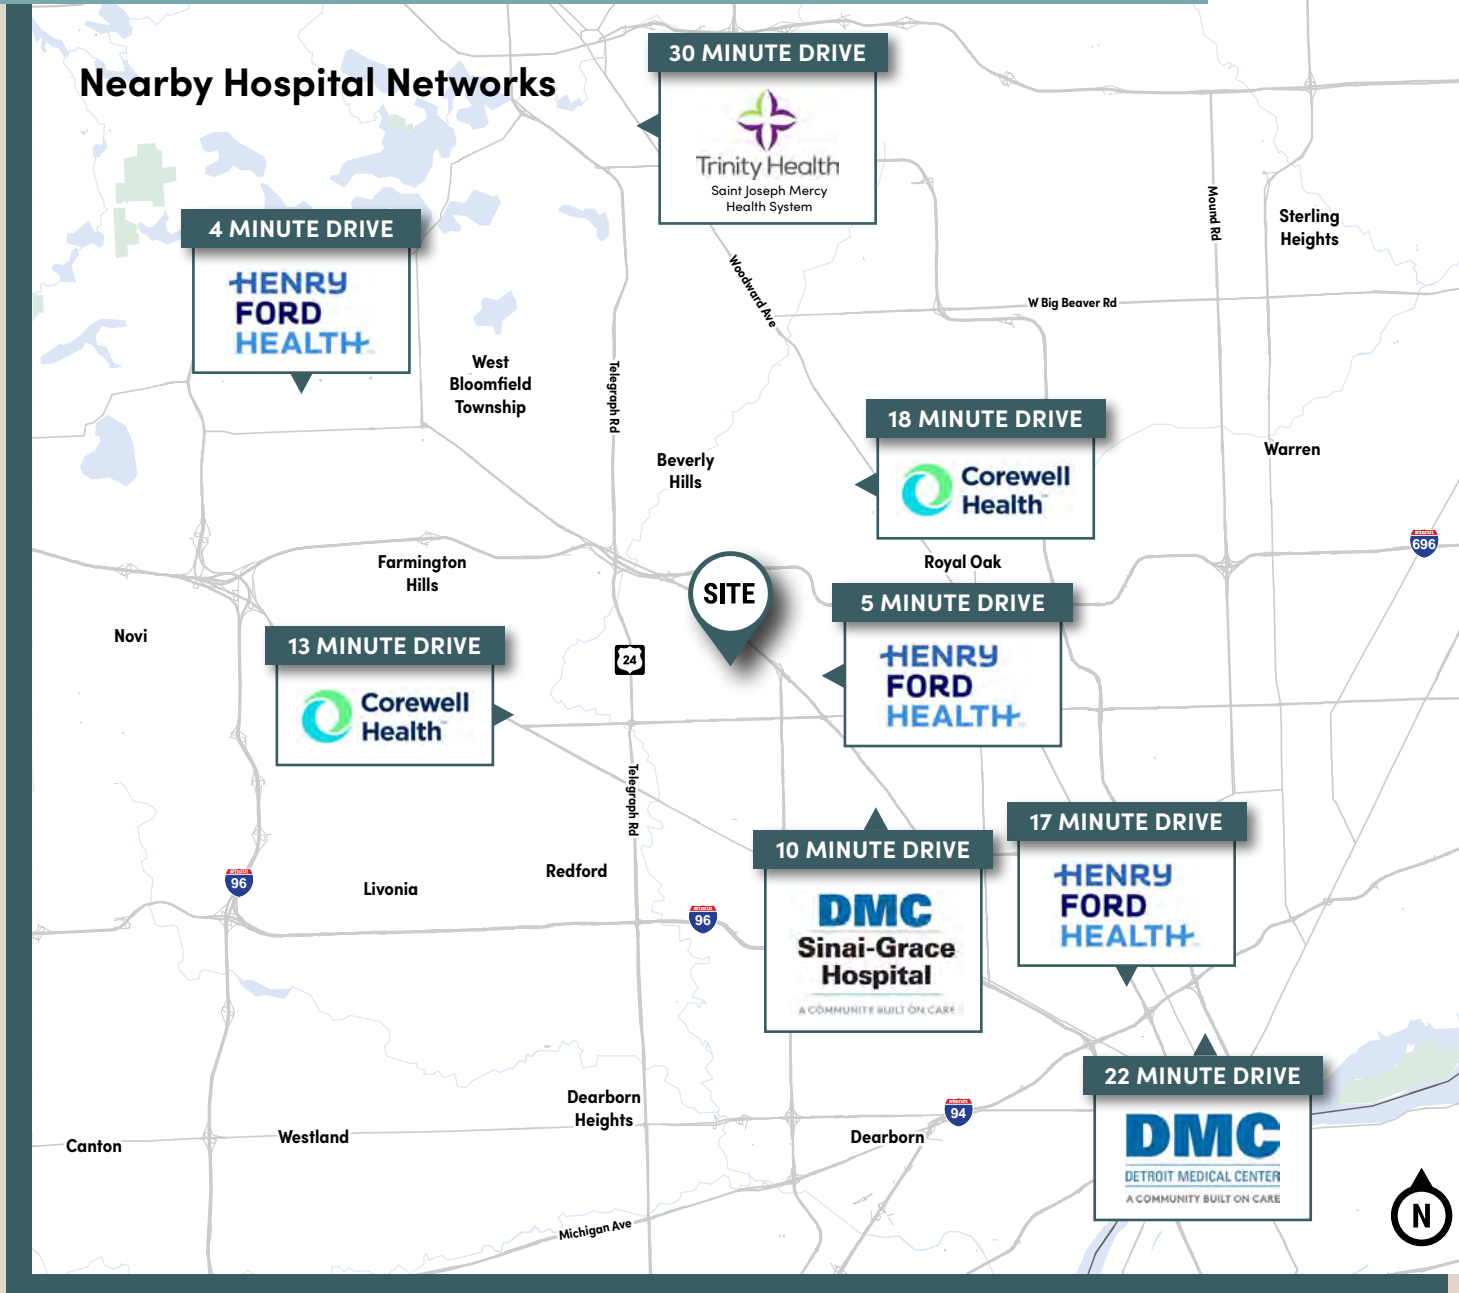 Nearby Hospital Networks
30 MINUTE DRIVE
Trinity Health
Saint Joseph Mercy
Health System
4 MINUTE DRIVE
HENRY
FORD
HEALTH
Mound Rd
Sterling
Heights
Woodward Ave
W Big Beaver Rd
West
Bloomfield
Township
Telegraph Rd
18 MINUTE DRIVE
Corewell
Health
Beverly
Hills
Warren
696
Farmington
Hills
Royal Oak
SITE
5 MINUTE DRIVE
HENRY
FORD
HEALTH
Novi
13 MINUTE DRIVE
Corewell
Health
24
Telegraph Rd
17 MINUTE DRIVE
HENRY
FORD
HEALTH
10 MINUTE DRIVE
DMC
Sinai-Grace
Hospital
A COMMUNITY BUILT ON CARE
Redford
Livonia
96
96
22 MINUTE DRIVE
DMC
DETROIT MEDICAL CENTER
A COMMUNITY BUILT ON CARE
Dearborn
Heights
94
Canton
Westland
Dearborn
Michigan Ave
N